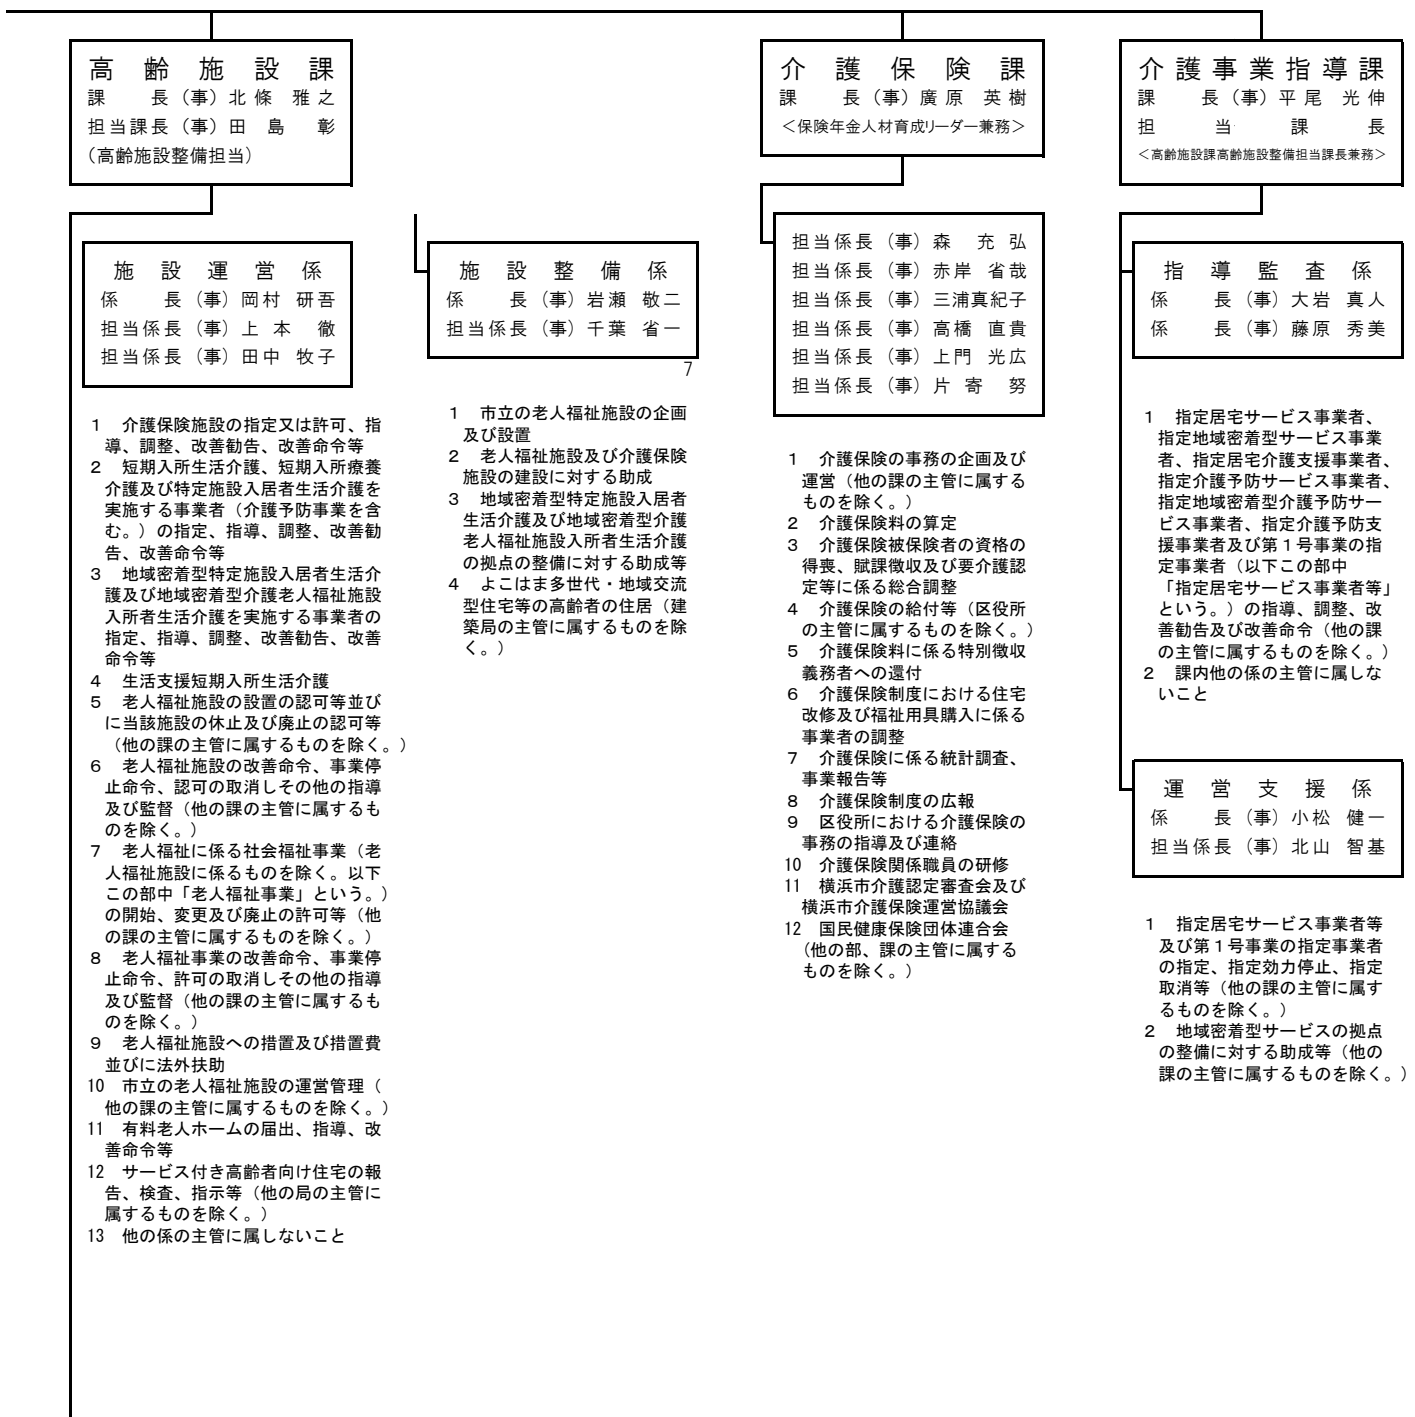 高齢施設課
課長（事）北條 雅之
担当課長（事）田島 彰
（高齢施設整備担当）
施設運営係
係長（事）岡村 研吾
担当係長（事）上本 徹
担当係長（事）田中 牧子
1 介護保険施設の指定又は許可、指
導、調整、改善勧告、改善命令等
2 短期入所生活介護、短期入所療養
介護及び特定施設入居者生活介護を
実施する事業者（介護予防事業を含
む。）の指定、指導、調整、改善勧
告、改善命令等
3 地域密着型特定施設入居者生活介
護及び地域密着型介護老人福祉施設
入所者生活介護を実施する事業者の
指定、指導、調整、改善勧告、改善
命令等
4 生活支援短期入所生活介護
5 老人福祉施設の設置の認可等並び
に当該施設の休止及び廃止の認可等
（他の課の主管に属するものを除く。）
6 老人福祉施設の改善命令、事業停
止命令、認可の取消しその他の指導
及び監督（他の課の主管に属するも
のを除く。）
7 老人福祉に係る社会福祉事業（老
人福祉施設に係るものを除く。以下
この部中「老人福祉事業」という。）
の開始、変更及び廃止の許可等（他
の課の主管に属するものを除く。）
8 老人福祉事業の改善命令、事業停
止命令、許可の取消しその他の指導
及び監督（他の課の主管に属するも
のを除く。）
9 老人福祉施設への措置及び措置費
並びに法外扶助
10 市立の老人福祉施設の運営管理（
他の課の主管に属するものを除く。）
11 有料老人ホームの届出、指導、改
善命令等
12 サービス付き高齢者向け住宅の報
告、検査、指示等（他の局の主管に
属するものを除く。）
13 他の係の主管に属しないこと
施設整備係
係長（事）岩瀬 敬二
担当係長（事）千葉 省一
7
1 市立の老人福祉施設の企画
及び設置
2 老人福祉施設及び介護保険
施設の建設に対する助成
3 地域密着型特定施設入居者
生活介護及び地域密着型介護
老人福祉施設入所者生活介護
の拠点の整備に対する助成等
4 よこはま多世代・地域交流
型住宅等の高齢者の住居（建
築局の主管に属するものを除
く。）
介護保険課
課長（事）廣原 英樹
＜保険年金人材育成リーダー兼務＞
担当係長（事）森 充弘
担当係長（事）赤岸 省哉
担当係長（事）三浦真紀子
担当係長（事）高橋 直貴
担当係長（事）上門 光広
担当係長（事）片寄 努
1 介護保険の事務の企画及び
運営（他の課の主管に属する
ものを除く。）
2 介護保険料の算定
3 介護保険被保険者の資格の
得喪、賦課徴収及び要介護認
定等に係る総合調整
4 介護保険の給付等（区役所
の主管に属するものを除く。）
5 介護保険料に係る特別徴収
義務者への還付
6 介護保険制度における住宅
改修及び福祉用具購入に係る
事業者の調整
7 介護保険に係る統計調査、
事業報告等
8 介護保険制度の広報
9 区役所における介護保険の
事務の指導及び連絡
10 介護保険関係職員の研修
11 横浜市介護認定審査会及び
横浜市介護保険運営協議会
12 国民健康保険団体連合会
（他の部、課の主管に属する
ものを除く。）
介護事業指導課
課長（事）平尾 光伸
担当課長
＜高齢施設課高齢施設整備担当課長兼務＞
指導監査係
係長（事）大岩 真人
係長（事）藤原 秀美
1 指定居宅サービス事業者、
指定地域密着型サービス事業
者、指定居宅介護支援事業者、
指定介護予防サービス事業者、
指定地域密着型介護予防サー
ビス事業者、指定介護予防支
援事業者及び第１号事業の指
定事業者（以下この部中
「指定居宅サービス事業者等」
という。）の指導、調整、改
善勧告及び改善命令（他の課
の主管に属するものを除く。）
2 課内他の係の主管に属しな
いこと
運営支援係
係長（事）小松 健一
担当係長（事）北山 智基
1 指定居宅サービス事業者等
及び第１号事業の指定事業者
の指定、指定効力停止、指定
取消等（他の課の主管に属す
るものを除く。）
2 地域密着型サービスの拠点
の整備に対する助成等（他の
課の主管に属するものを除く。）